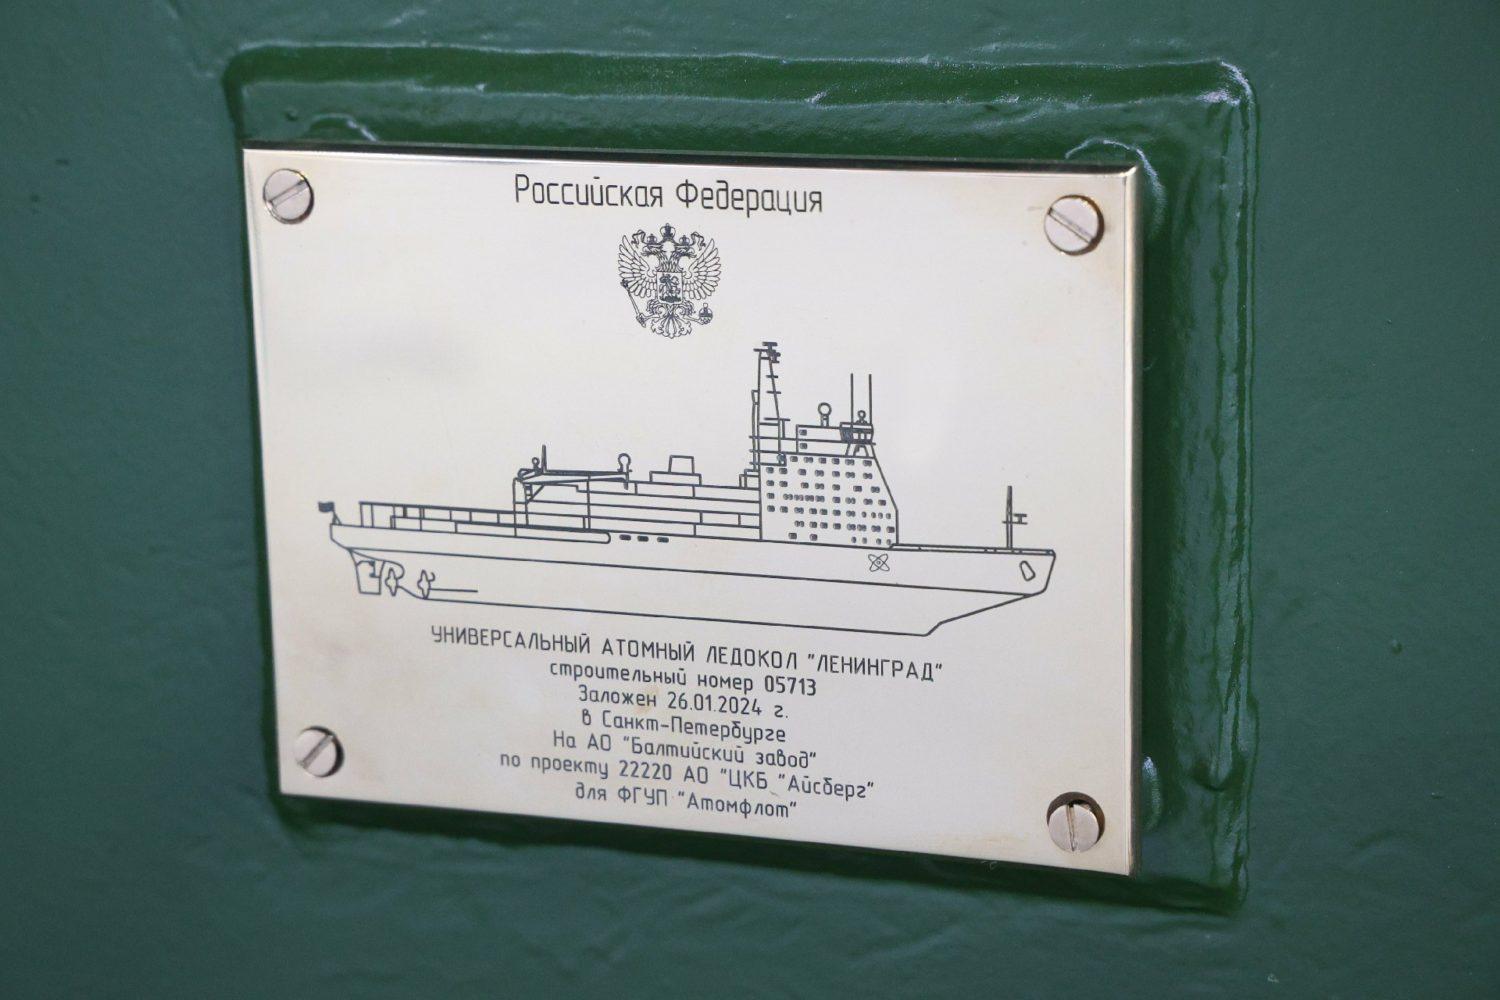 Российская Федерация
УНИВЕРСАЛЬНЫЙ АТОМНЫЙ ЛЕДОКОЛ "ЛЕНИНГРАД"
строительный номер 05713
Заложен 26.01.2024 г.
в Санкт-Петербурге
На АО "Балтийский завод"
по проекту 22220 АО "ЦКБ "Айсберг"
для ФГУП "Атомфлот"